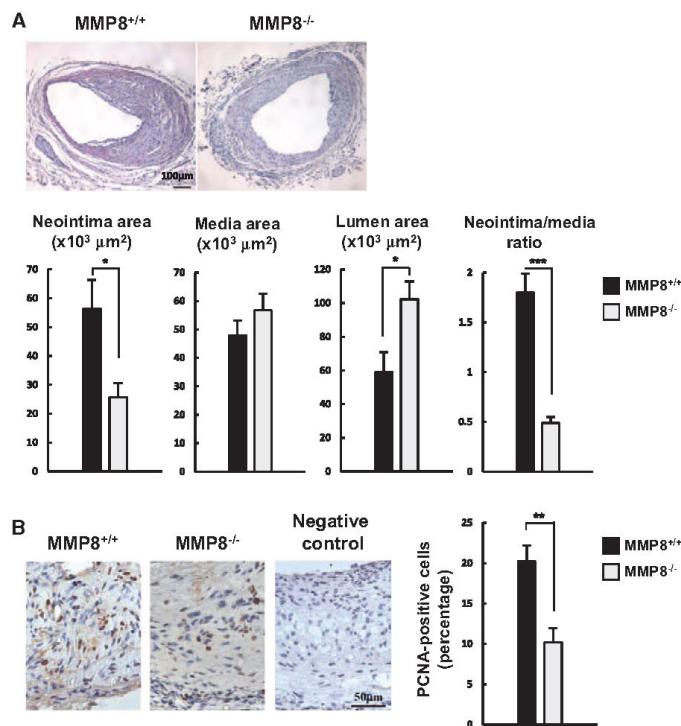 A
MMP8+/+
MMP8-/-
100μm
Neointima area
(x10³ μm²)
70
60
50
40
30
20
10
0
*
Media area
(x10³ μm²)
70
60
50
40
30
20
10
0
Lumen area
(x10³ μm²)
120
100
80
60
40
20
0
*
Neointima/media
ratio
2
1.5
1
0.5
0
***
MMP8+/+
MMP8-/-
B
MMP8+/+
MMP8-/-
Negative
control
50μm
PCNA-positive cells
(percentage)
25
20
15
10
5
0
**
MMP8+/+
MMP8-/-